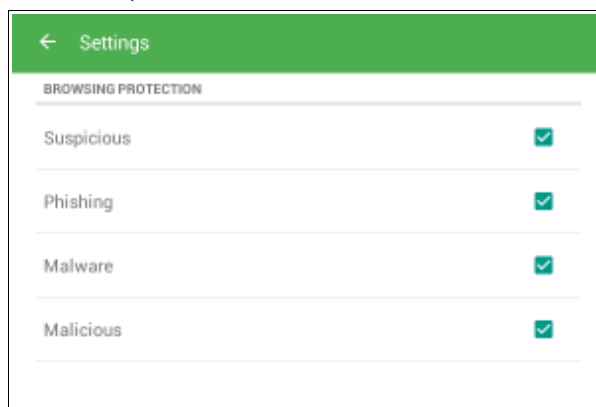 Settings
BROWSING PROTECTION
Suspicious
Phishing
Malware
Malicious